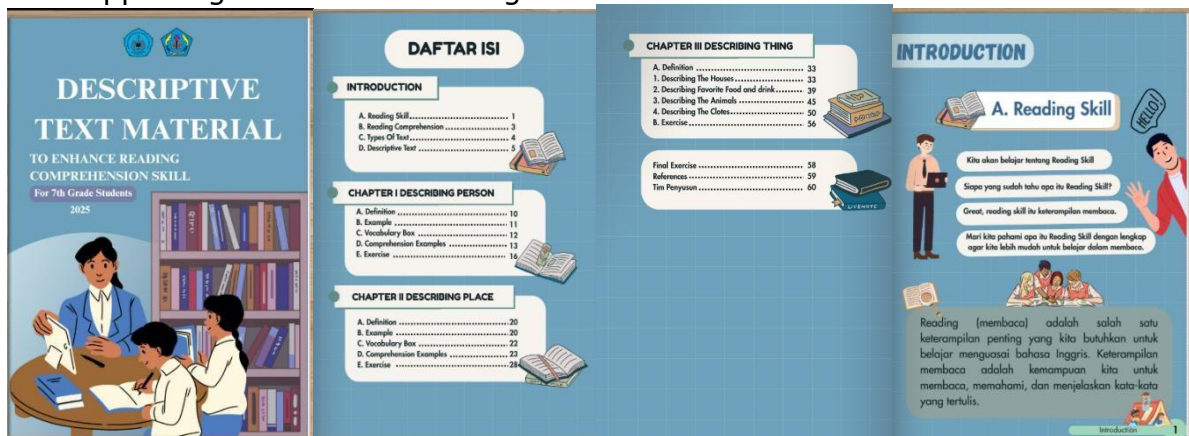 DESCRIPTIVE
TEXT MATERIAL
TO ENHANCE READING
COMPREHENSION SKILL
For 7th Grade Students
2025
DAFTAR ISI
INTRODUCTION
A. Reading Skill............................. 1
B. Reading Comprehension ................ 3
C. Types Of Text........................... 4
D. Descriptive Text ....................... 5
CHAPTER I DESCRIBING PERSON
A. Definition ............................. 10
B. Example ................................ 11
C. Vocabulary Box ......................... 12
D. Comprehension Examples ................. 13
E. Exercise ............................... 16
CHAPTER II DESCRIBING PLACE
A. Definition ............................. 20
B. Example ................................ 20
C. Vocabulary Box ......................... 22
D. Comprehension Examples ................. 23
E. Exercise ............................... 28
CHAPTER III DESCRIBING THING
A. Definition ............................. 33
1. Describing The Houses .................. 33
2. Describing Favorite Food and drink...... 39
3. Describing The Animals ................. 45
4. Describing The Clotes................... 50
B. Exercise ............................... 56
Final Exercise ............................ 58
References ................................ 59
Tim Penyusun .............................. 60
LIVENOTE
INTRODUCTION
A. Reading Skill
HELLO!
Kita akan belajar tentang Reading Skill
Siapa yang sudah tahu apa itu Reading Skill?
Great, reading skill itu keterampilan membaca.
Mari kita pahami apa itu Reading Skill dengan lengkap
agar kita lebih mudah untuk belajar dalam membaca.
Reading (membaca) adalah salah satu
keterampilan penting yang kita butuhkan untuk
belajar menguasai bahasa Inggris. Keterampilan
membaca adalah kemampuan kita untuk
membaca, memahami, dan menjelaskan kata-kata
yang tertulis.
Introduction 1